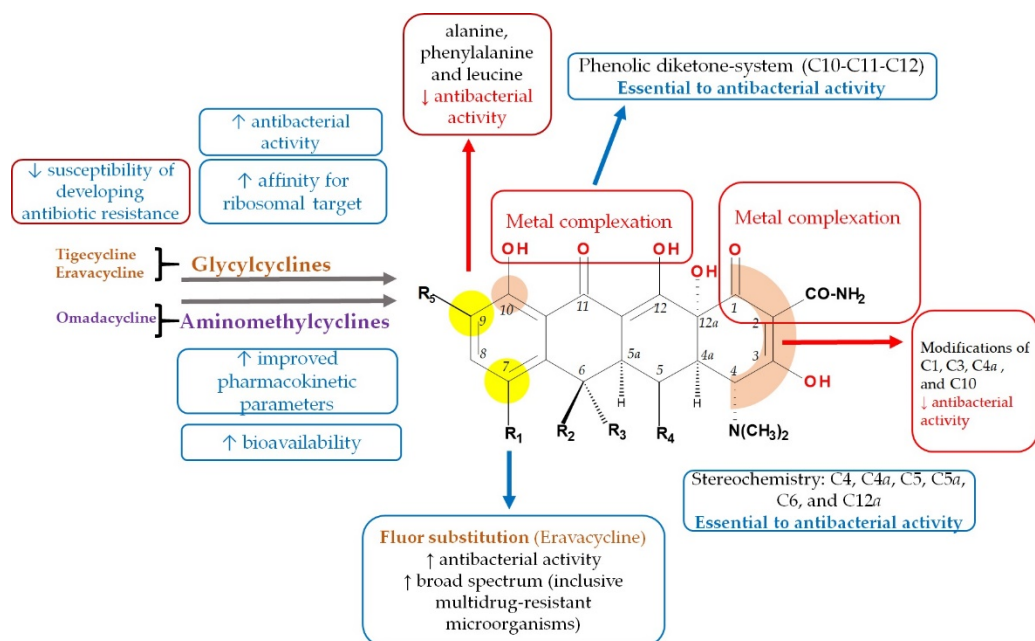 alanine,
phenylalanine
and leucine
↓ antibacterial
activity
Phenolic diketone-system (C10-C11-C12)
Essential to antibacterial activity
↑ antibacterial
activity
↓ susceptibility of
developing
antibiotic resistance
↑ affinity for
ribosomal target
Metal complexation
Metal complexation
Tigecycline
Eravacycline
Glycylcyclines
Omadacycline
Aminomethylcyclines
OH
O
OH
OH
O
R5
CO-NH2
10
11
12
12a
1
2
9
8
7
6
5a
5
4a
4
3
H
H
OH
R1
R2
R3
R4
N(CH3)2
↑ improved
pharmacokinetic
parameters
↑ bioavailability
Modifications of
C1, C3, C4a ,
and C10
↓ antibacterial
activity
Stereochemistry: C4, C4a, C5, C5a,
C6, and C12a
Essential to antibacterial activity
Fluor substitution (Eravacycline)
↑ antibacterial activity
↑ broad spectrum (inclusive
multidrug-resistant
microorganisms)